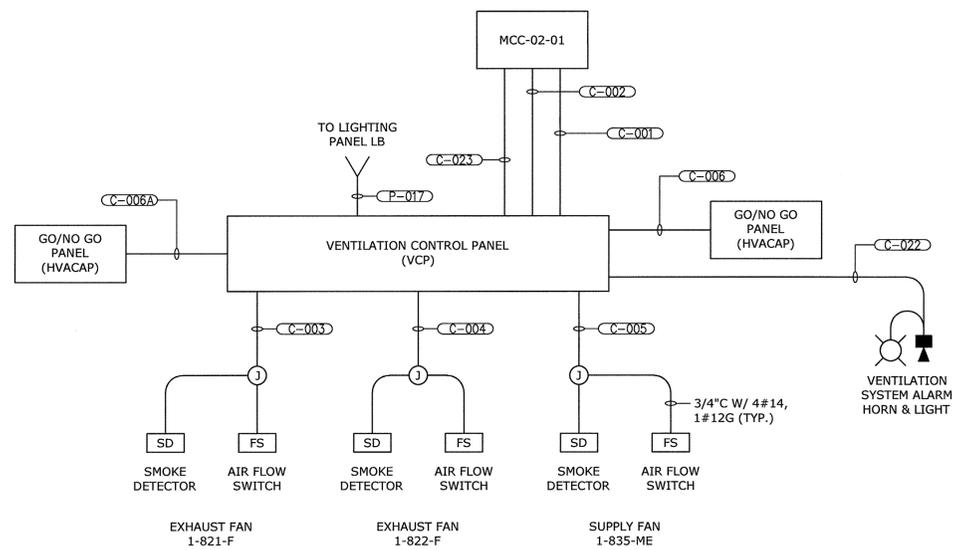 MCC-02-01
C-002
TO LIGHTING
PANEL LB
C-001
C-023
C-006
P-017
C-006A
GO/NO GO
PANEL
(HVACAP)
GO/NO GO
PANEL
(HVACAP)
VENTILATION CONTROL PANEL
(VCP)
C-022
C-003
C-004
C-005
J
J
J
VENTILATION
SYSTEM ALARM
HORN & LIGHT
3/4"C W/ 4#14,
1#12G (TYP.)
SD
FS
SD
FS
SD
FS
SMOKE
DETECTOR
AIR FLOW
SWITCH
SMOKE
DETECTOR
AIR FLOW
SWITCH
SMOKE
DETECTOR
AIR FLOW
SWITCH
EXHAUST FAN
1-821-F
EXHAUST FAN
1-822-F
SUPPLY FAN
1-835-ME